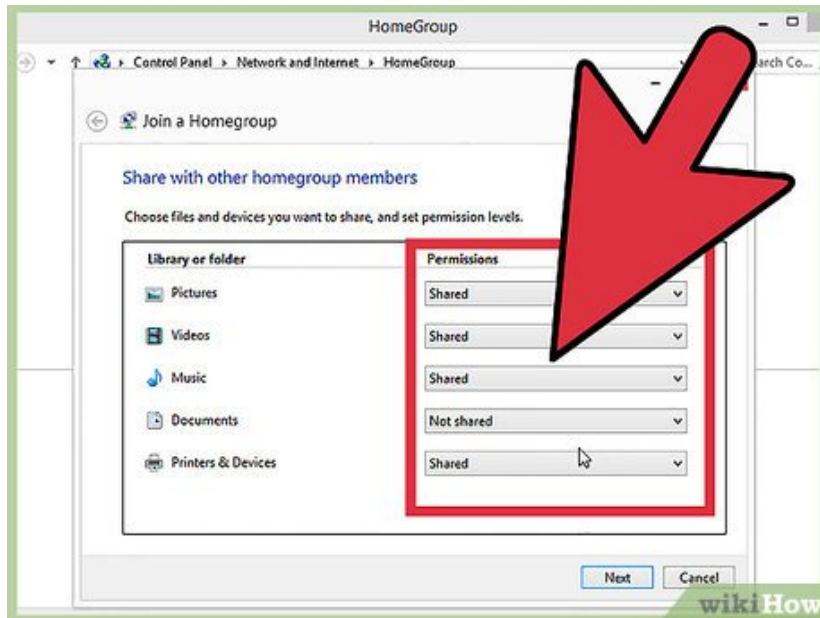 HomeGroup
Control Panel Network and Internet HomeGroup
Join a Homegroup
Share with other homegroup members
Choose files and devices you want to share, and set permission levels.
Library or folder Permissions
Pictures Shared
Videos Shared
Music Shared
Documents Not shared
Printers & Devices Shared
Next Cancel
wikiHow